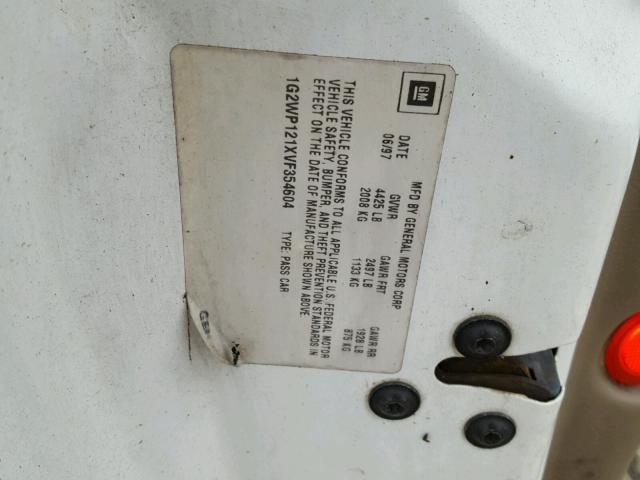 GM
MFD BY GENERAL MOTORS CORP
DATE GVWR GAWR FRT GAWR RR
06/97 4425 LB 2497 LB 1928 LB
2008 KG 1133 KG 875 KG
THIS VEHICLE CONFORMS TO ALL APPLICABLE U.S. FEDERAL MOTOR
VEHICLE SAFETY, BUMPER, AND THEFT PREVENTION STANDARDS IN
EFFECT ON THE DATE OF MANUFACTURE SHOWN ABOVE.
1G2WP121XVF354604 TYPE: PASS CAR